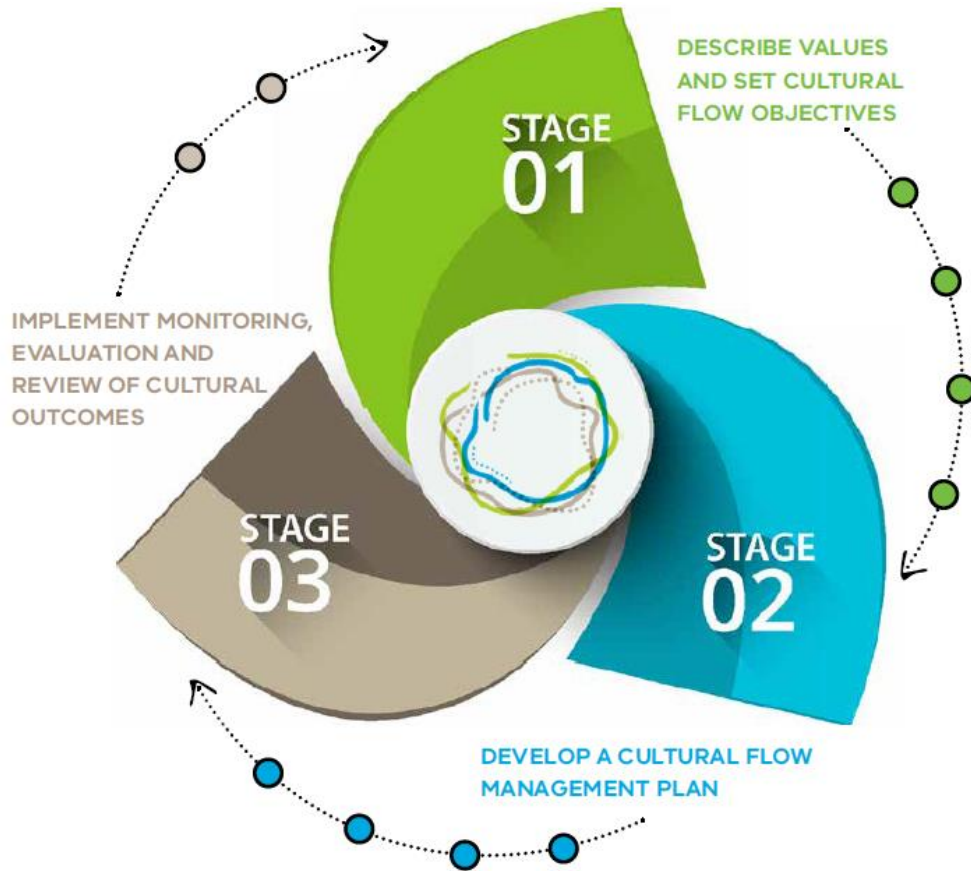 DESCRIBE VALUES
AND SET CULTURAL
FLOW OBJECTIVES
STAGE
01
IMPLEMENT MONITORING,
EVALUATION AND
REVIEW OF CULTURAL
OUTCOMES
STAGE
03
STAGE
02
DEVELOP A CULTURAL FLOW
MANAGEMENT PLAN